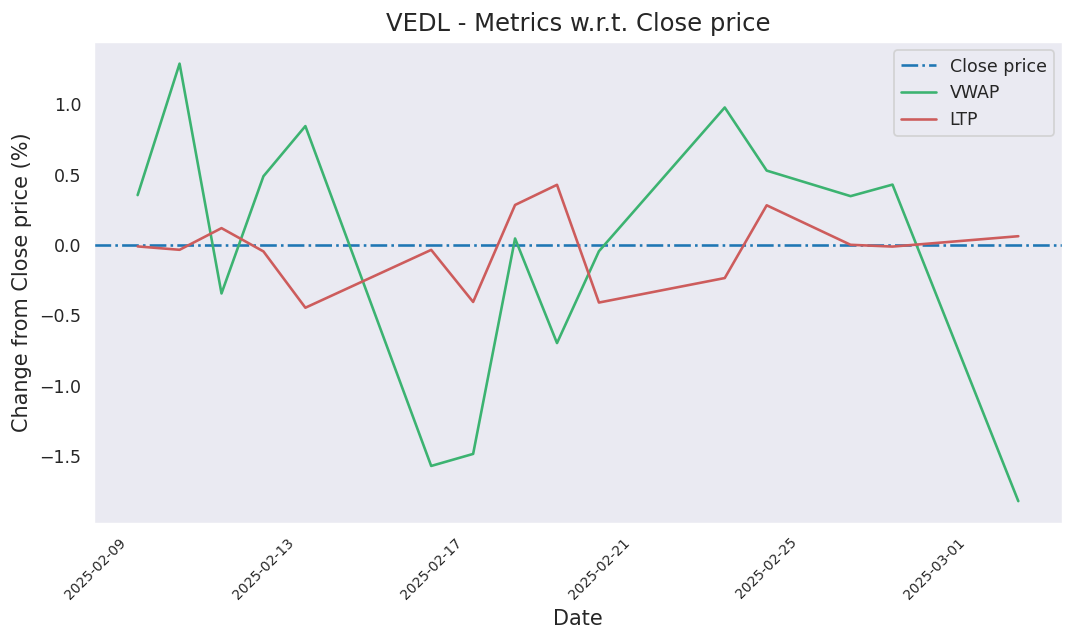 VEDL - Metrics w.r.t. Close price
Close price
VWAP
LTP
Change from Close price (%)
1.0
0.5
0.0
−0.5
−1.0
−1.5
2025-02-09
2025-02-13
2025-02-17
2025-02-21
2025-02-25
2025-03-01
Date